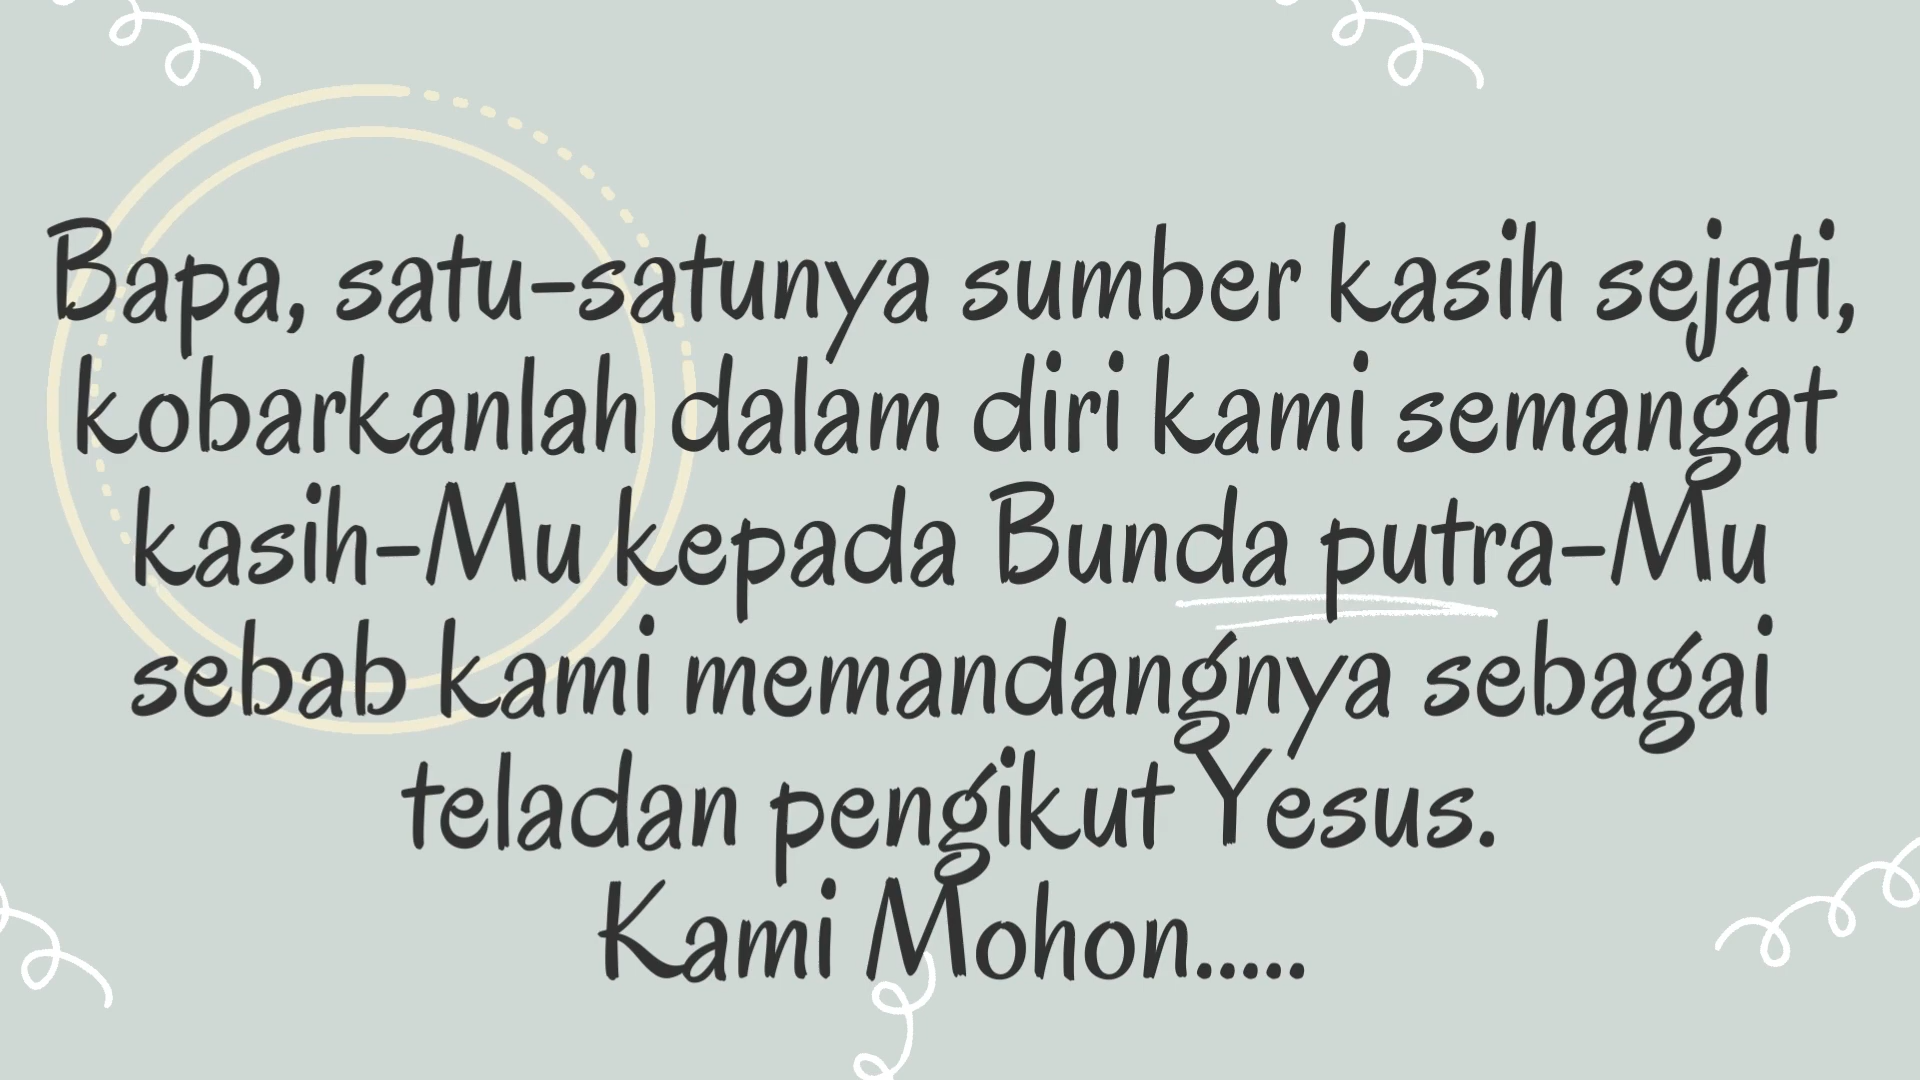 Bapa, satu-satunya sumber kasih sejati,
kobarkanlah dalam diri kami semangat
kasih-Mu kepada Bunda putra-Mu
sebab kami memandangnya sebagai
teladan pengikut Yesus.
Kami Mohon.....